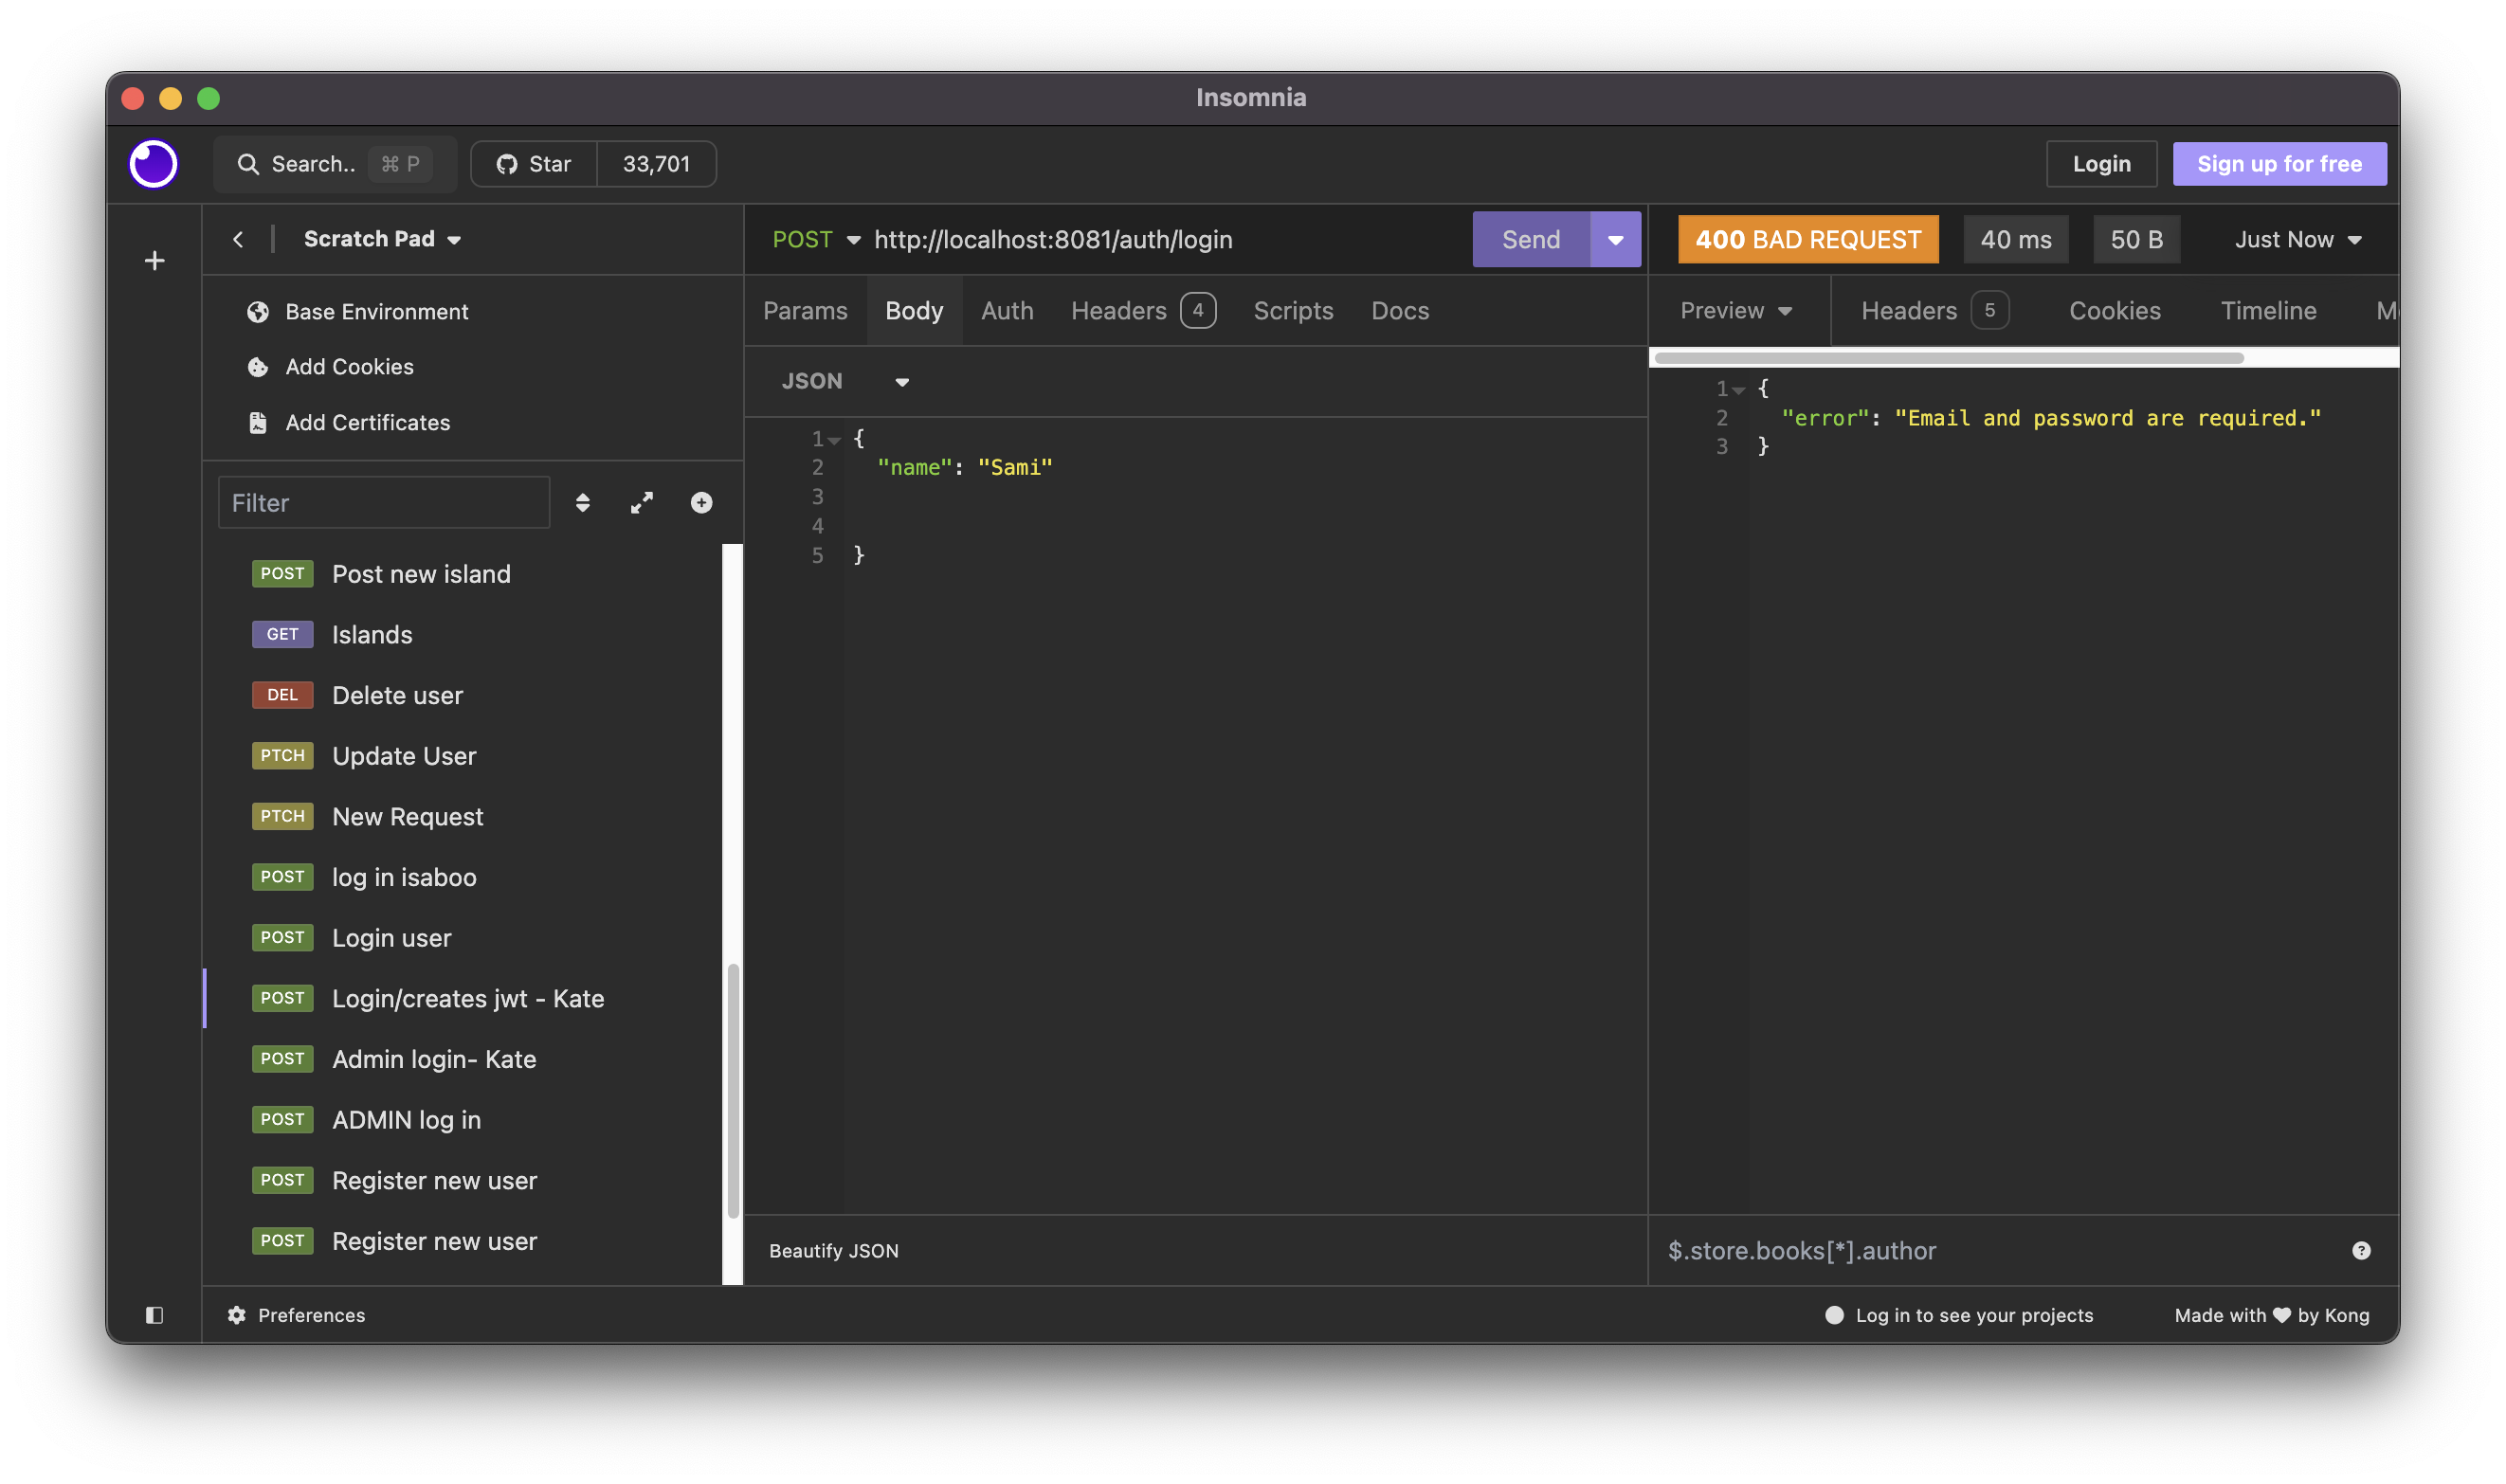 Insomnia
Search.. ⌘ P
Star 33,701
Login
Sign up for free
Scratch Pad
Base Environment
Add Cookies
Add Certificates
Filter
POST Post new island
GET Islands
DEL Delete user
PTCH Update User
PTCH New Request
POST log in isaboo
POST Login user
POST Login/creates jwt - Kate
POST Admin login- Kate
POST ADMIN log in
POST Register new user
POST Register new user
POST http://localhost:8081/auth/login
Send
Params Body Auth Headers 4 Scripts Docs
JSON
1 {
2 "name": "Sami"
3
4
5 }
Beautify JSON
400 BAD REQUEST 40 ms 50 B Just Now
Preview Headers 5 Cookies Timeline M
1 {
2 "error": "Email and password are required."
3 }
$.store.books[*].author
Preferences
Log in to see your projects
Made with ♥ by Kong